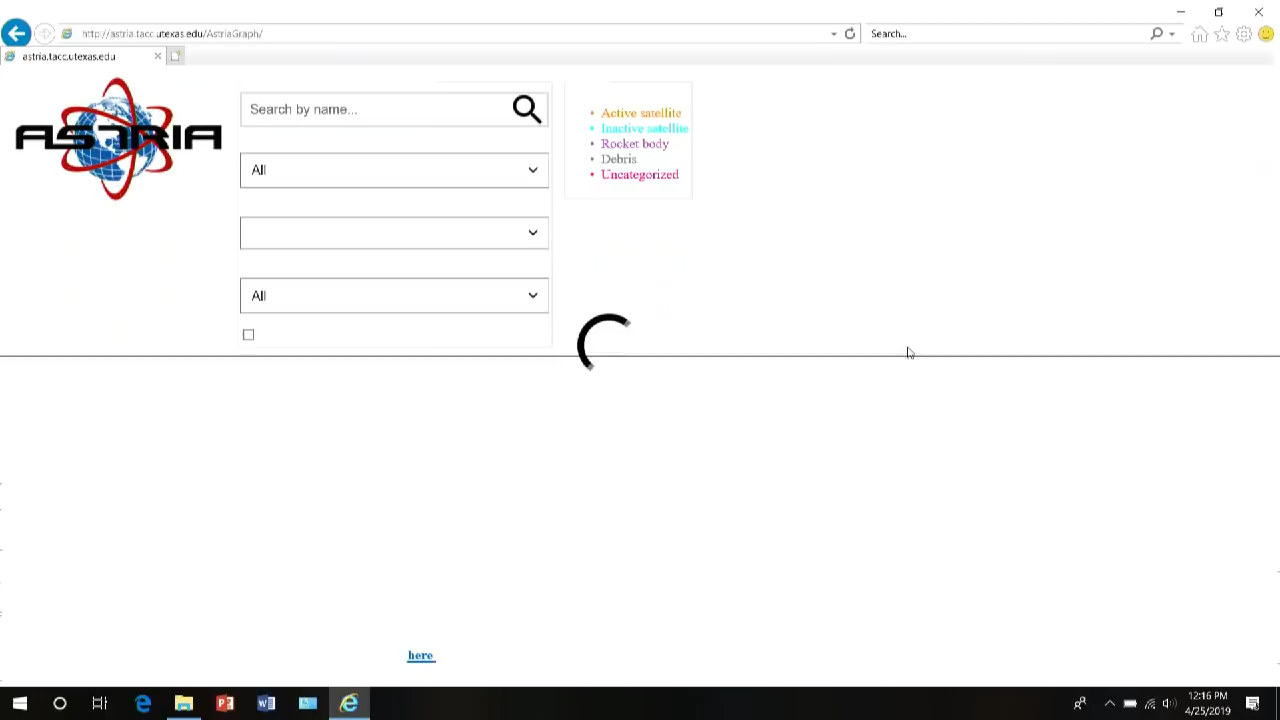 http://astria.tacc.utexas.edu/AstriaGraph/
Search...
astria.tacc.utexas.edu
ASTRIA
Search by name...
All
All
Active satellite
Inactive satellite
Rocket body
Debris
Uncategorized
here
12:16 PM
4/25/2019